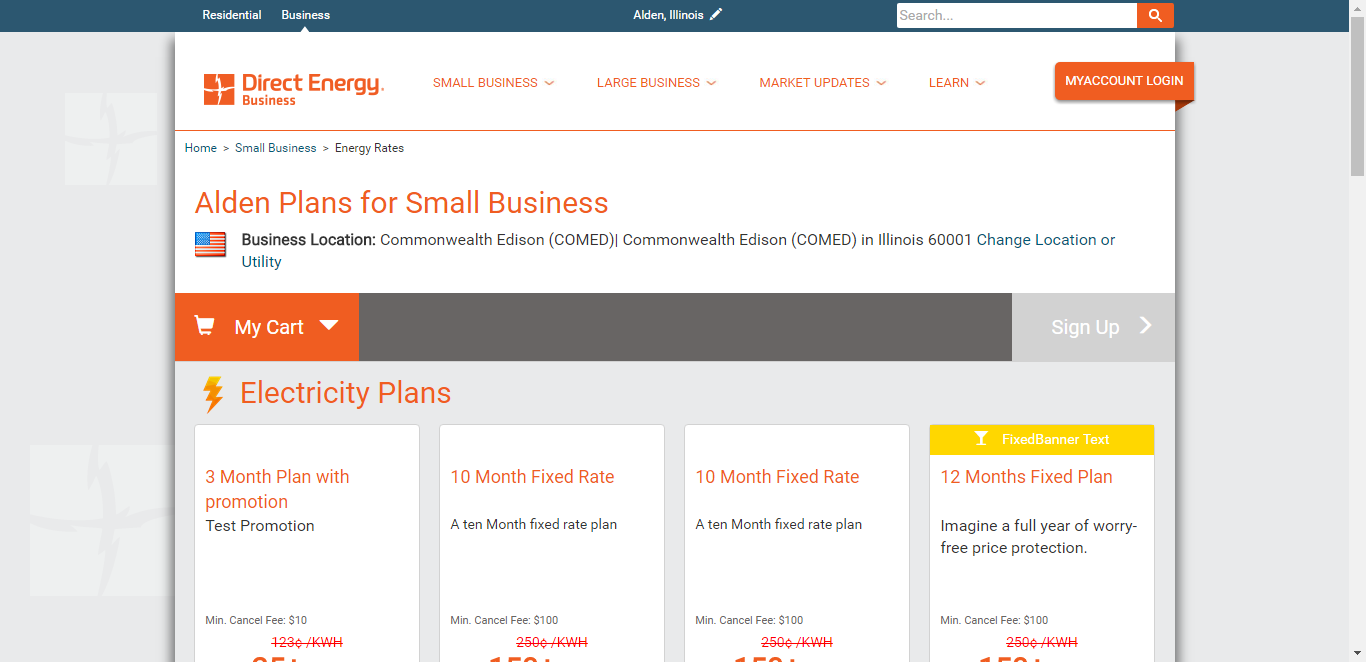 Residential Business Alden, Illinois Search...
Direct Energy.
Business
SMALL BUSINESS LARGE BUSINESS MARKET UPDATES LEARN MYACCOUNT LOGIN
Home > Small Business > Energy Rates
Alden Plans for Small Business
Business Location: Commonwealth Edison (COMED)| Commonwealth Edison (COMED) in Illinois 60001 Change Location or
Utility
My Cart Sign Up
Electricity Plans
3 Month Plan with
promotion
Test Promotion
Min. Cancel Fee: $10
123¢ /KWH
10 Month Fixed Rate
A ten Month fixed rate plan
Min. Cancel Fee: $100
250¢ /KWH
10 Month Fixed Rate
A ten Month fixed rate plan
Min. Cancel Fee: $100
250¢ /KWH
FixedBanner Text
12 Months Fixed Plan
Imagine a full year of worry-
free price protection.
Min. Cancel Fee: $100
250¢ /KWH